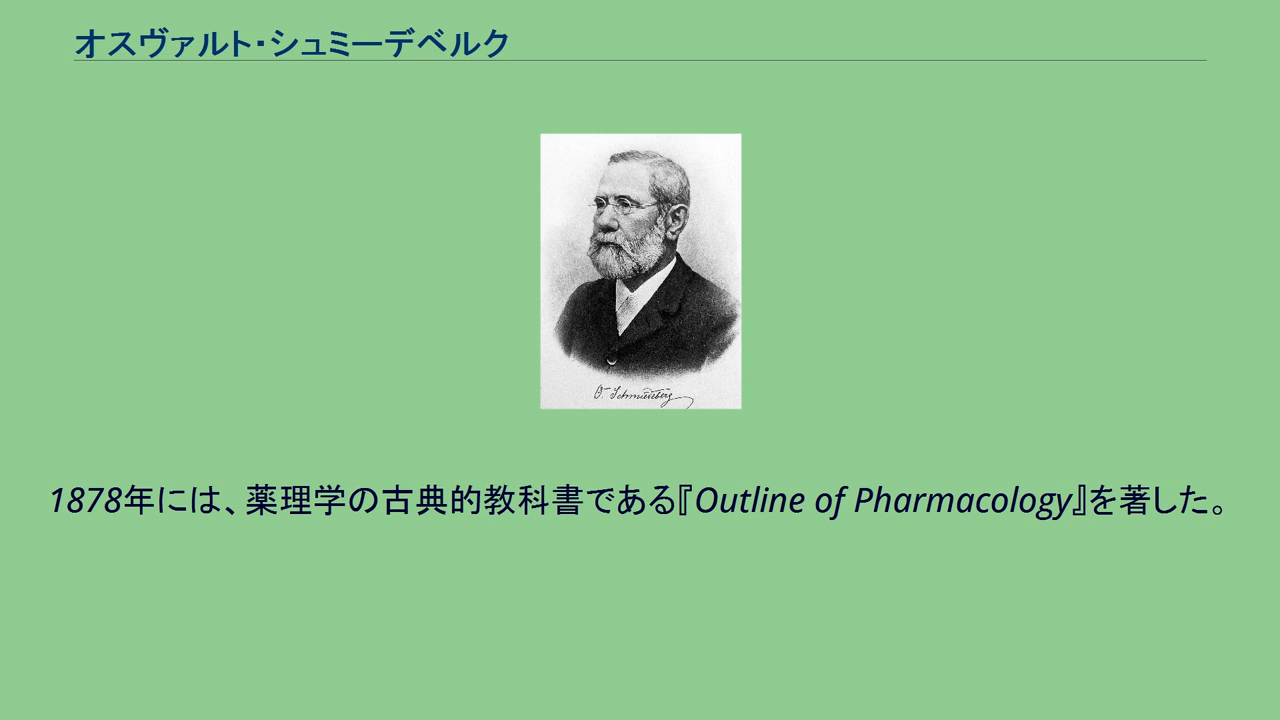 オスヴァルト・シュミーデベルク
O. Schmiedeberg
1878年には、薬理学の古典的教科書である『Outline of Pharmacology』を著した。